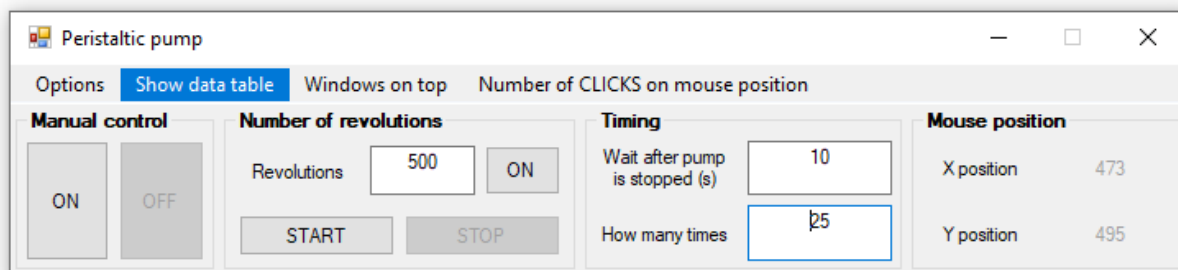 Peristaltic pump
Options Show data table Windows on top Number of CLICKS on mouse position
Manual control
ON OFF
Number of revolutions
Revolutions 500 ON
START STOP
Timing
Wait after pump
is stopped (s) 10
How many times 25
Mouse position
X position 473
Y position 495